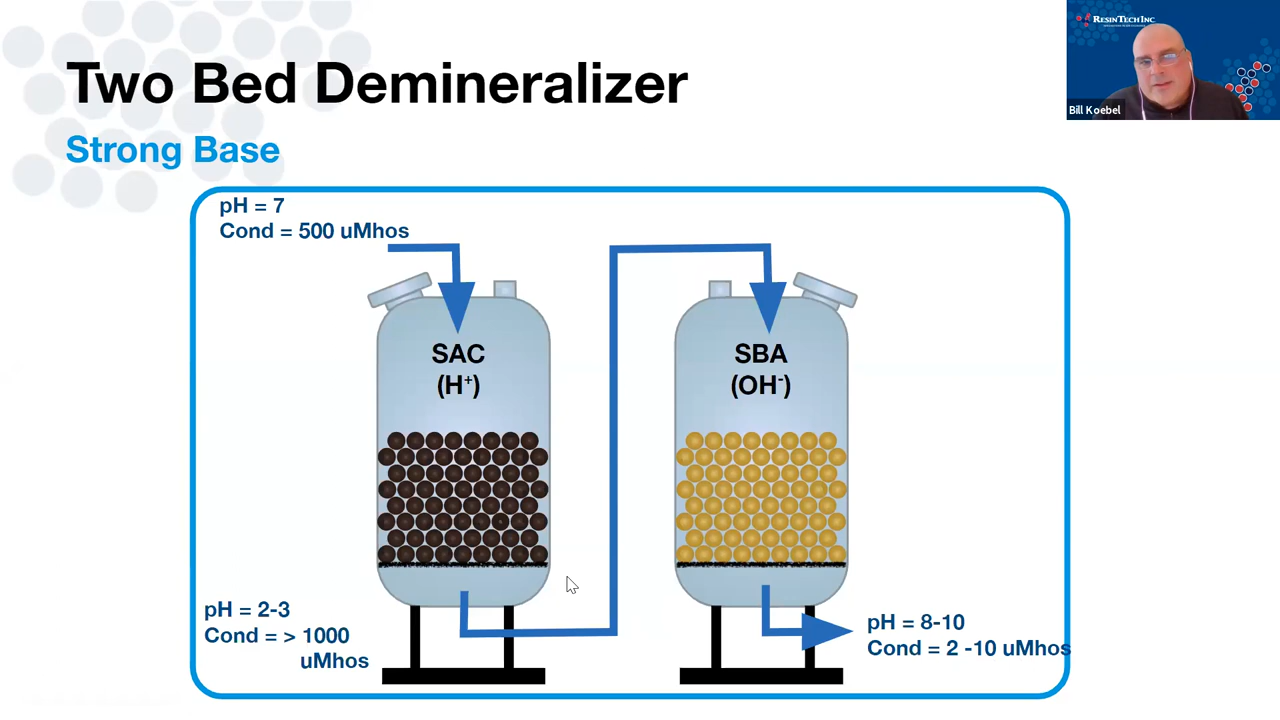 Two Bed Demineralizer
Strong Base
RESINTECH INC
Bill Koebel
pH = 7
Cond = 500 uMhos
SAC
(H⁺)
SBA
(OH⁻)
pH = 2-3
Cond = > 1000
uMhos
pH = 8-10
Cond = 2 -10 uMhos